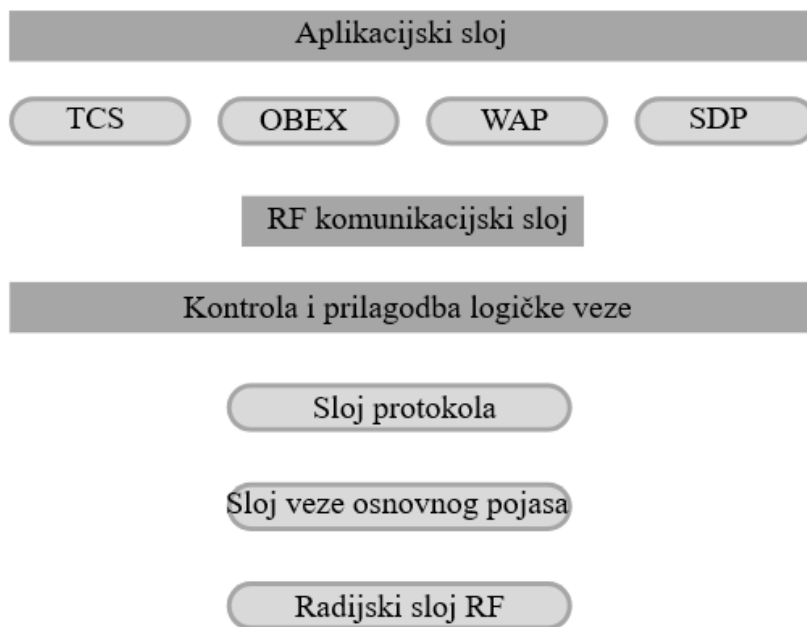 Aplikacijski sloj
TCS OBEX WAP SDP
RF komunikacijski sloj
Kontrola i prilagodba logičke veze
Sloj protokola
Sloj veze osnovnog pojasa
Radijski sloj RF